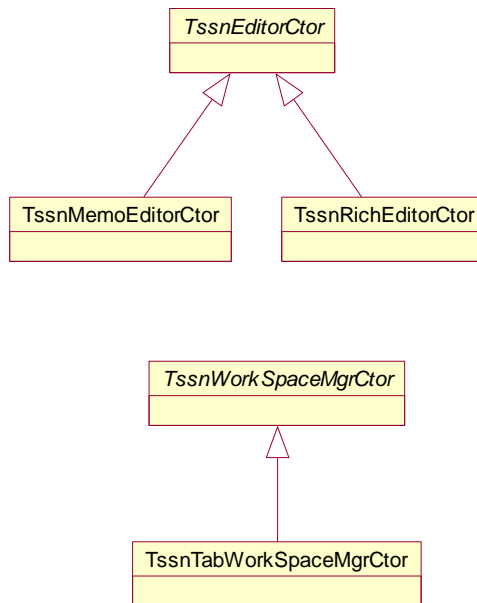 TssnEditorCtor
TssnMemoEditorCtor
TssnRichEditorCtor
TssnWorkSpaceMgrCtor
TssnTabWorkSpaceMgrCtor